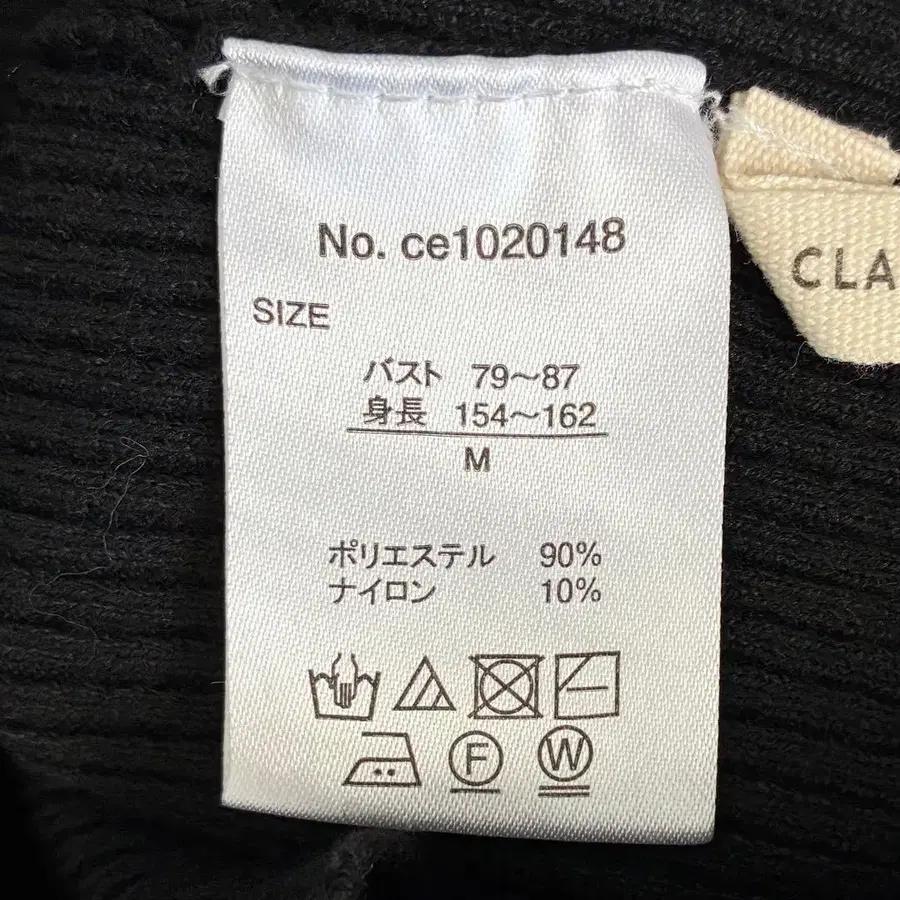 No. ce1020148
CLA
SIZE
バスト 79～87
身長 154～162
M
ポリエステル 90%
ナイロン 10%
F
W